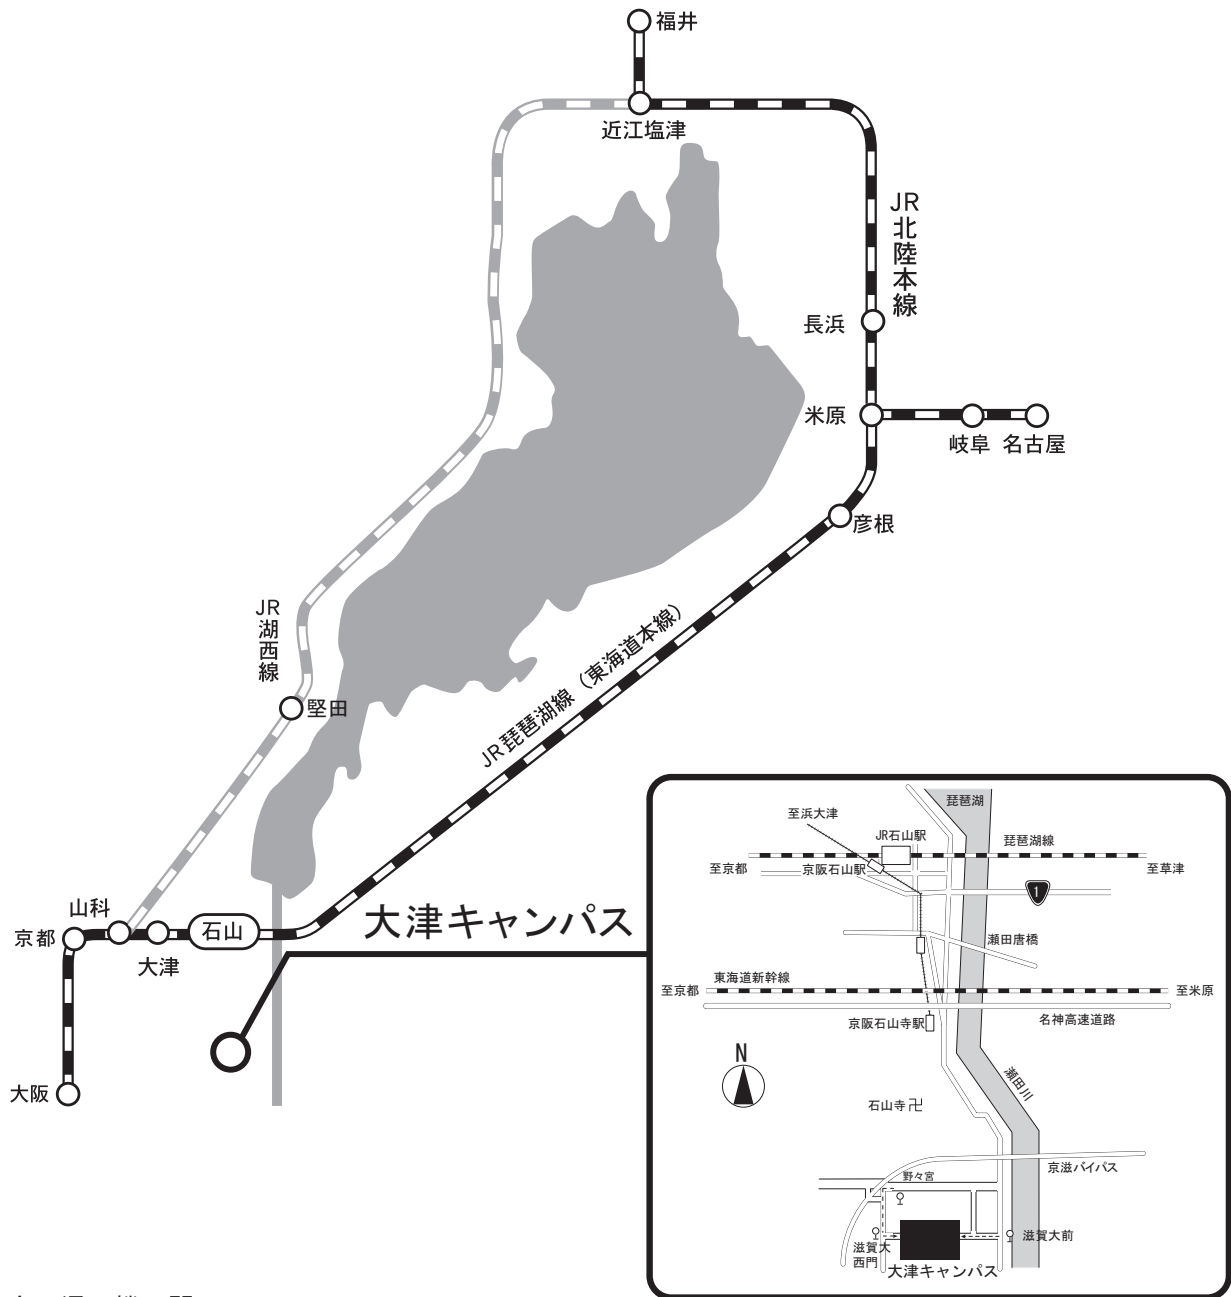 福井
近江塩津
JR北陸本線
長浜
米原
岐阜
名古屋
彦根
JR湖西線
堅田
JR琵琶湖線（東海道本線）
山科
京都
大津
石山
大津キャンパス
大阪
琵琶湖
至浜大津
JR石山駅
琵琶湖線
至京都
京阪石山駅
至草津
1
瀬田唐橋
東海道新幹線
至京都
至米原
京阪石山寺駅
名神高速道路
N
瀬田川
石山寺卍
京滋バイパス
野々宮
滋賀大
西門
滋賀大前
大津キャンパス